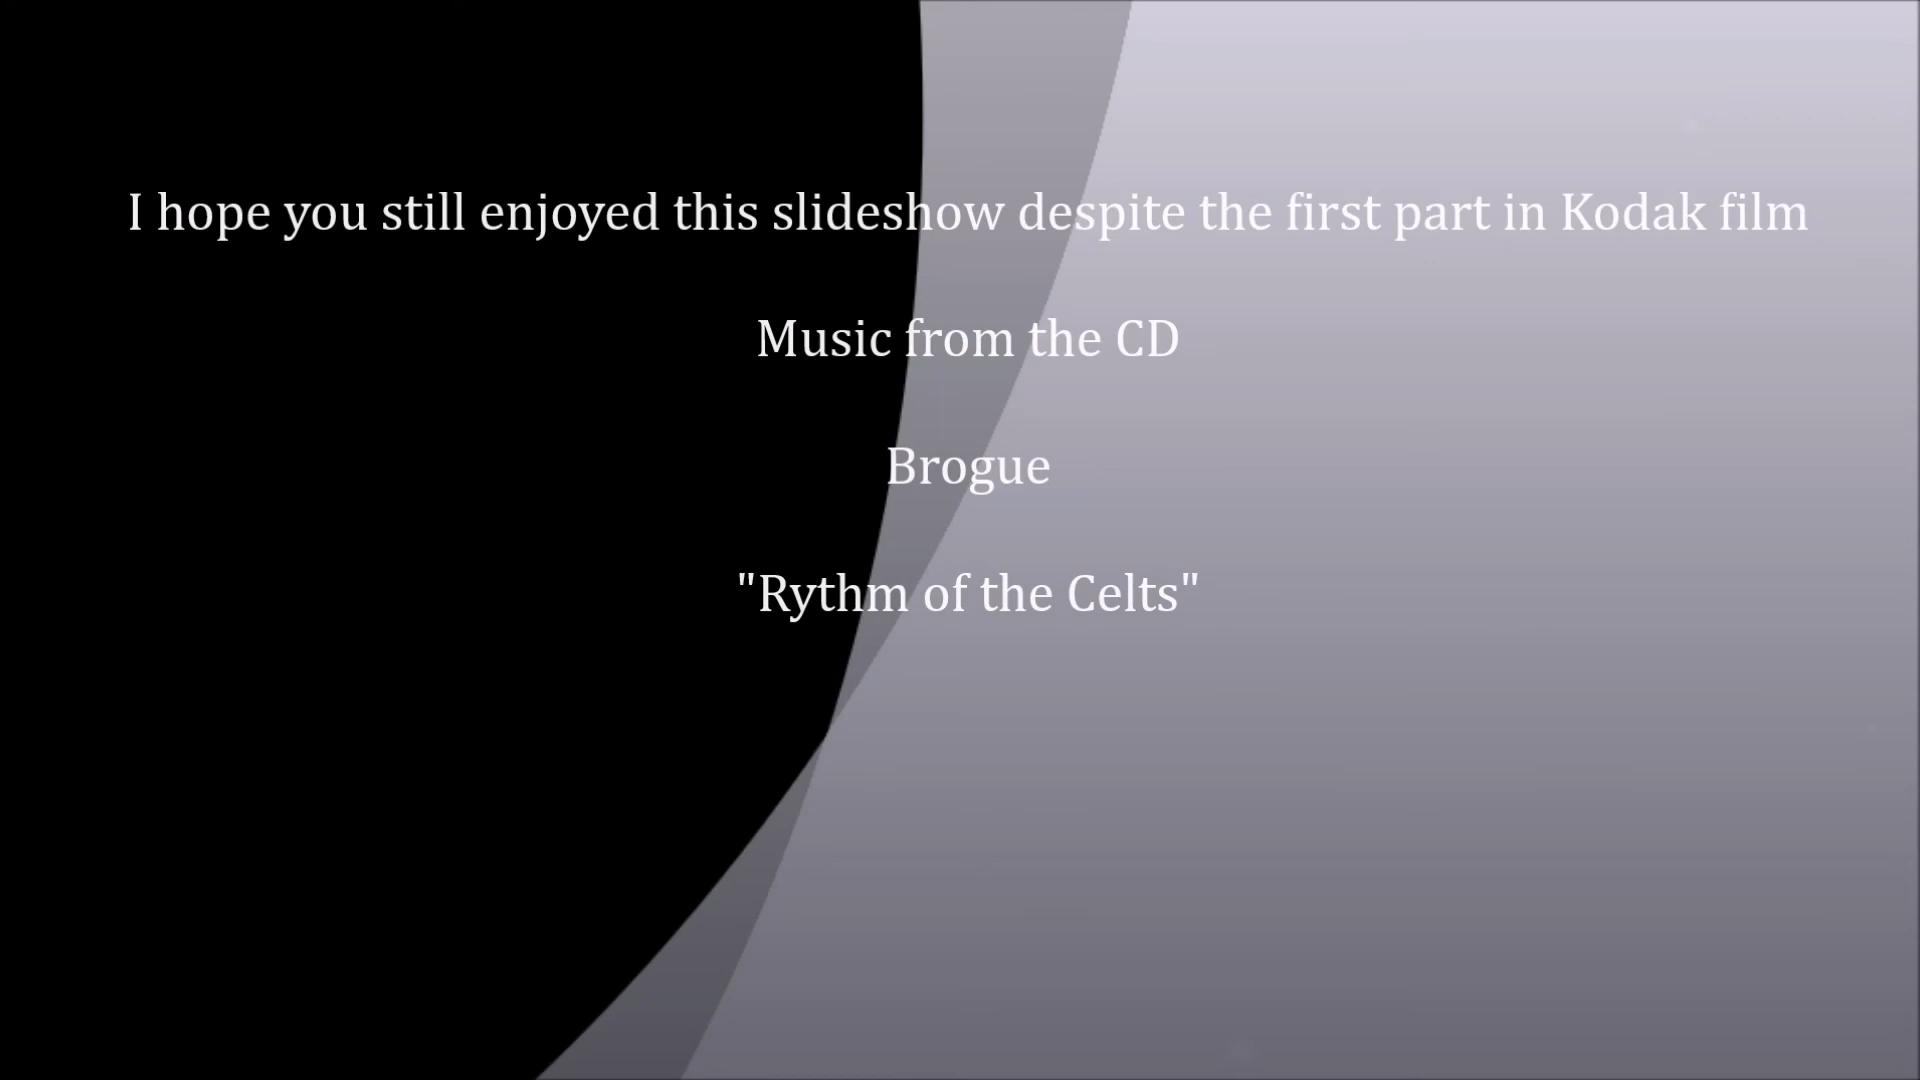 I hope you still enjoyed this slideshow despite the first part in Kodak film
Music from the CD
Brogue
"Rythm of the Celts"